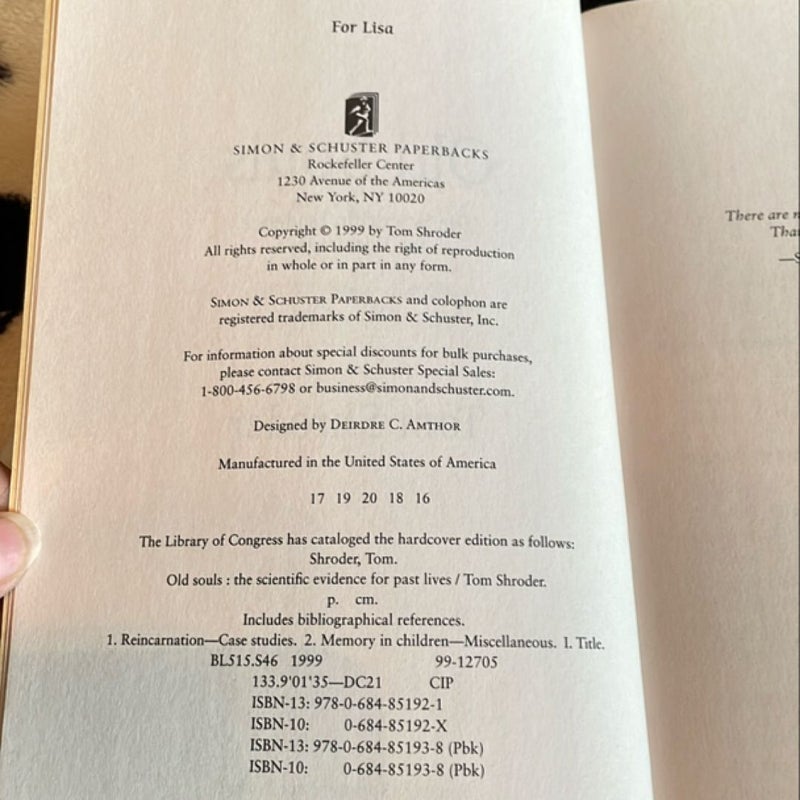 For Lisa
SIMON & SCHUSTER PAPERBACKS
Rockefeller Center
1230 Avenue of the Americas
New York, NY 10020
Copyright © 1999 by Tom Shroder
All rights reserved, including the right of reproduction
in whole or in part in any form.
SIMON & SCHUSTER PAPERBACKS and colophon are
registered trademarks of Simon & Schuster, Inc.
For information about special discounts for bulk purchases,
please contact Simon & Schuster Special Sales:
1-800-456-6798 or business@simonandschuster.com.
Designed by DEIRDRE C. AMTHOR
Manufactured in the United States of America
17 19 20 18 16
The Library of Congress has cataloged the hardcover edition as follows:
Shroder, Tom.
Old souls : the scientific evidence for past lives / Tom Shroder.
p. cm.
Includes bibliographical references.
1. Reincarnation—Case studies. 2. Memory in children—Miscellaneous. I. Title.
BL515.S46 1999 99-12705
133.9'01'35—DC21 CIP
ISBN-13: 978-0-684-85192-1
ISBN-10: 0-684-85192-X
ISBN-13: 978-0-684-85193-8 (Pbk)
ISBN-10: 0-684-85193-8 (Pbk)
There are